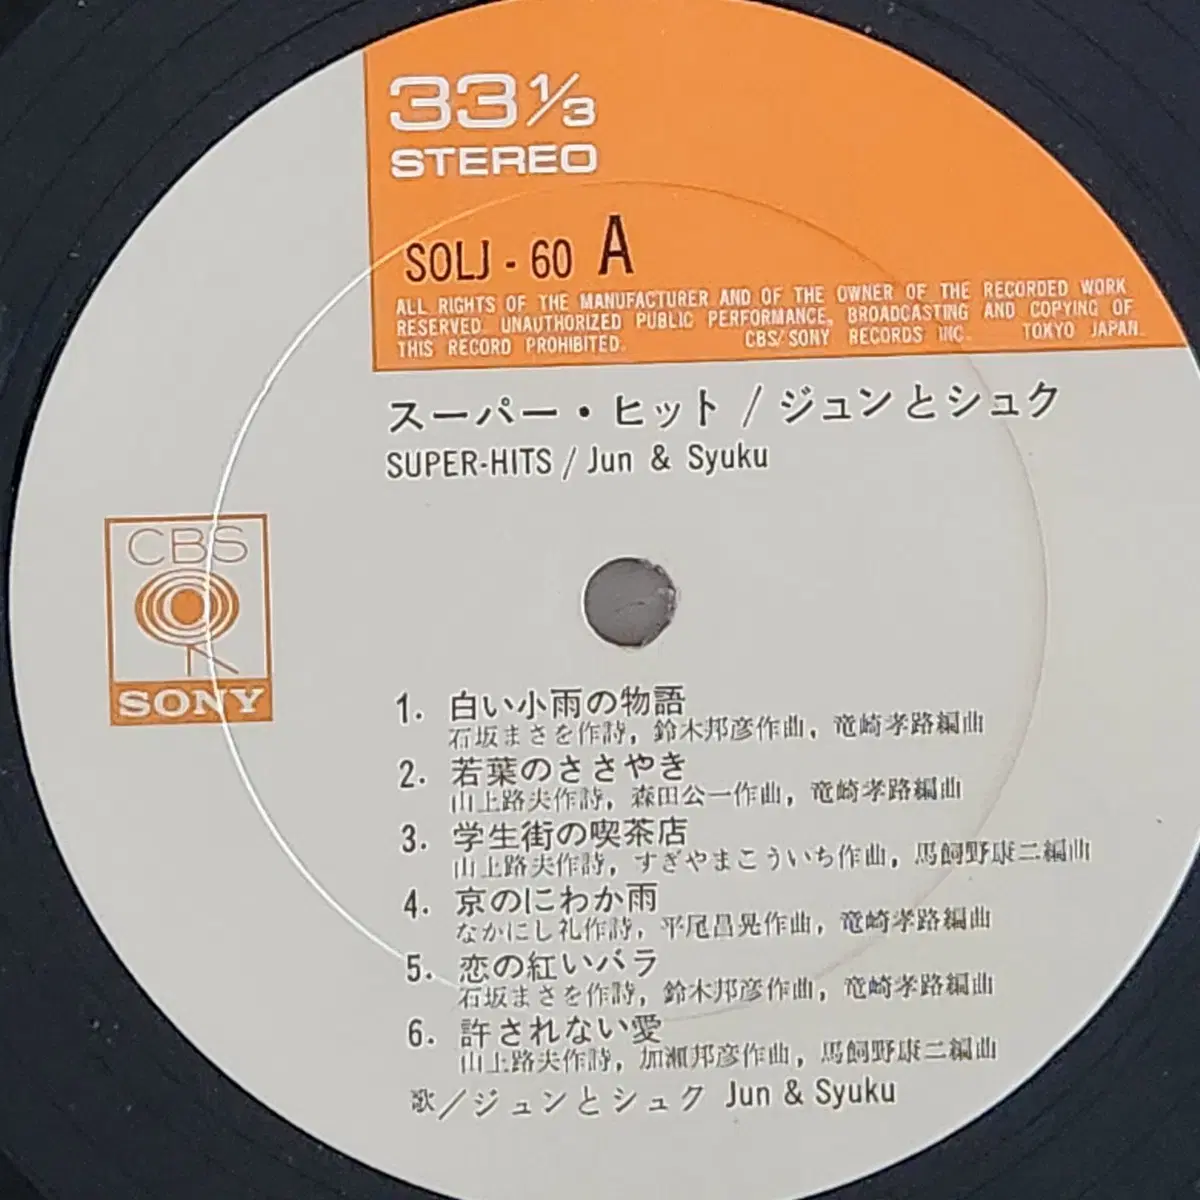 33 1/3
STEREO
SOLJ - 60 A
ALL RIGHTS OF THE MANUFACTURER AND OF THE OWNER OF THE RECORDED WORK
RESERVED. UNAUTHORIZED PUBLIC PERFORMANCE, BROADCASTING AND COPYING OF
THIS RECORD PROHIBITED. CBS/SONY RECORDS INC. TOKYO JAPAN.
スーパー・ヒット / ジュンとシュク
SUPER-HITS / Jun & Syuku
CBS
SONY
1. 白い小雨の物語
石坂まさを作詩, 鈴木邦彦作曲, 竜崎孝路編曲
2. 若葉のささやき
山上路夫作詩, 森田公一作曲, 竜崎孝路編曲
3. 学生街の喫茶店
山上路夫作詩, すぎやまこういち作曲, 馬飼野康二編曲
4. 京のにわか雨
なかにし礼作詩, 平尾昌晃作曲, 竜崎孝路編曲
5. 恋の紅いバラ
石坂まさを作詩, 鈴木邦彦作曲, 竜崎孝路編曲
6. 許されない愛
山上路夫作詩, 加瀬邦彦作曲, 馬飼野康二編曲
歌/ジュンとシュク Jun & Syuku